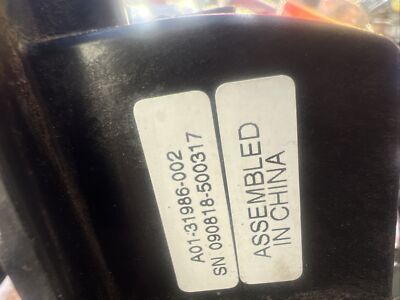 A01-31986-002
SN 090818-500317
ASSEMBLED
IN CHINA